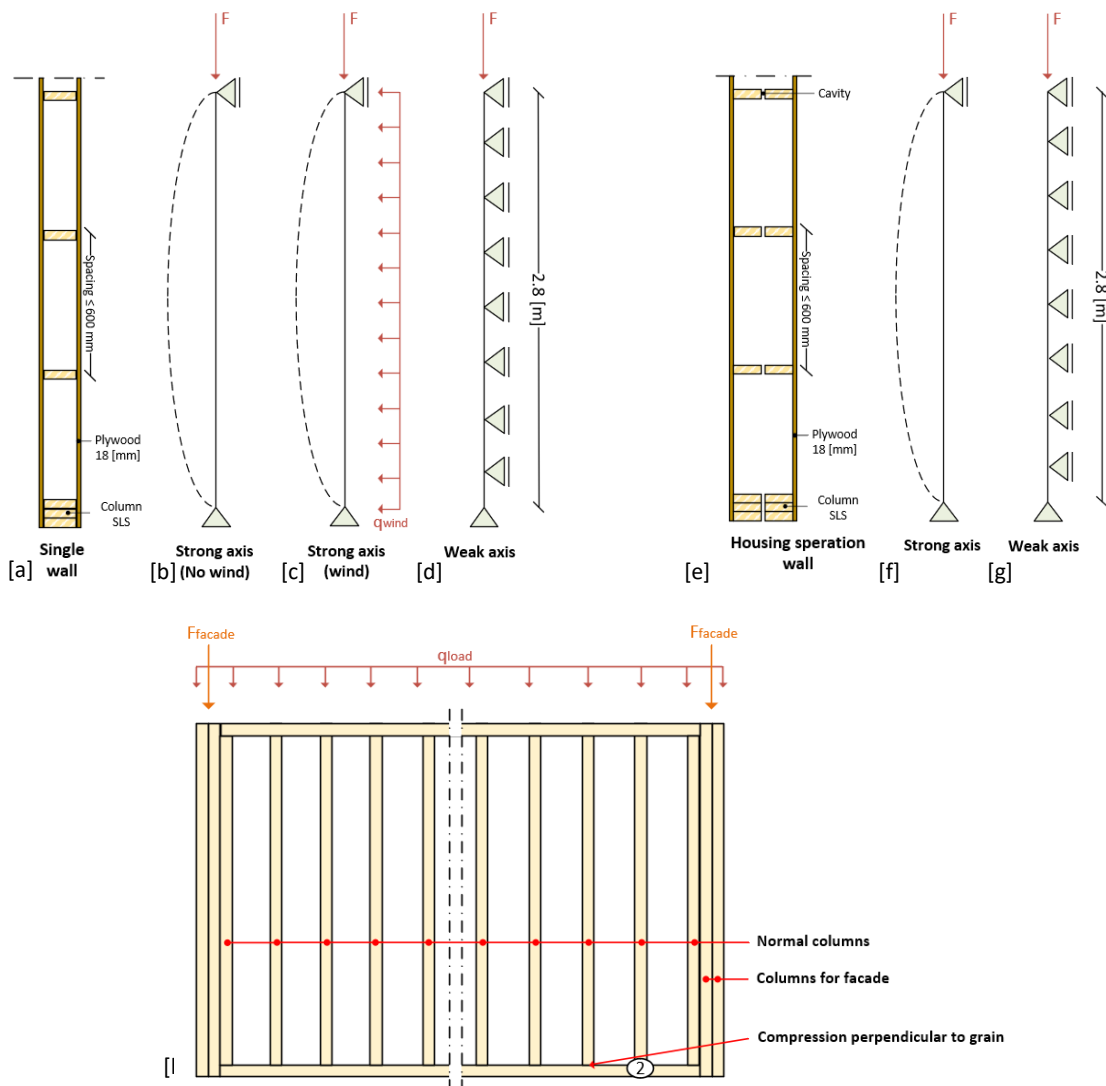 F
F
F
Spacing ≤ 600 mm
Plywood
18 [mm]
Column
SLS
2.8 [m]
qwind
Single
wall
Strong axis
(No wind)
Strong axis
(wind)
Weak axis
[a]
[b]
[c]
[d]
F
F
Cavity
Spacing ≤ 600 mm
Plywood
18 [mm]
Column
SLS
2.8 [m]
Housing speration
wall
Strong axis
Weak axis
[e]
[f]
[g]
Ffacade
qload
Ffacade
Normal columns
Columns for facade
Compression perpendicular to grain
2